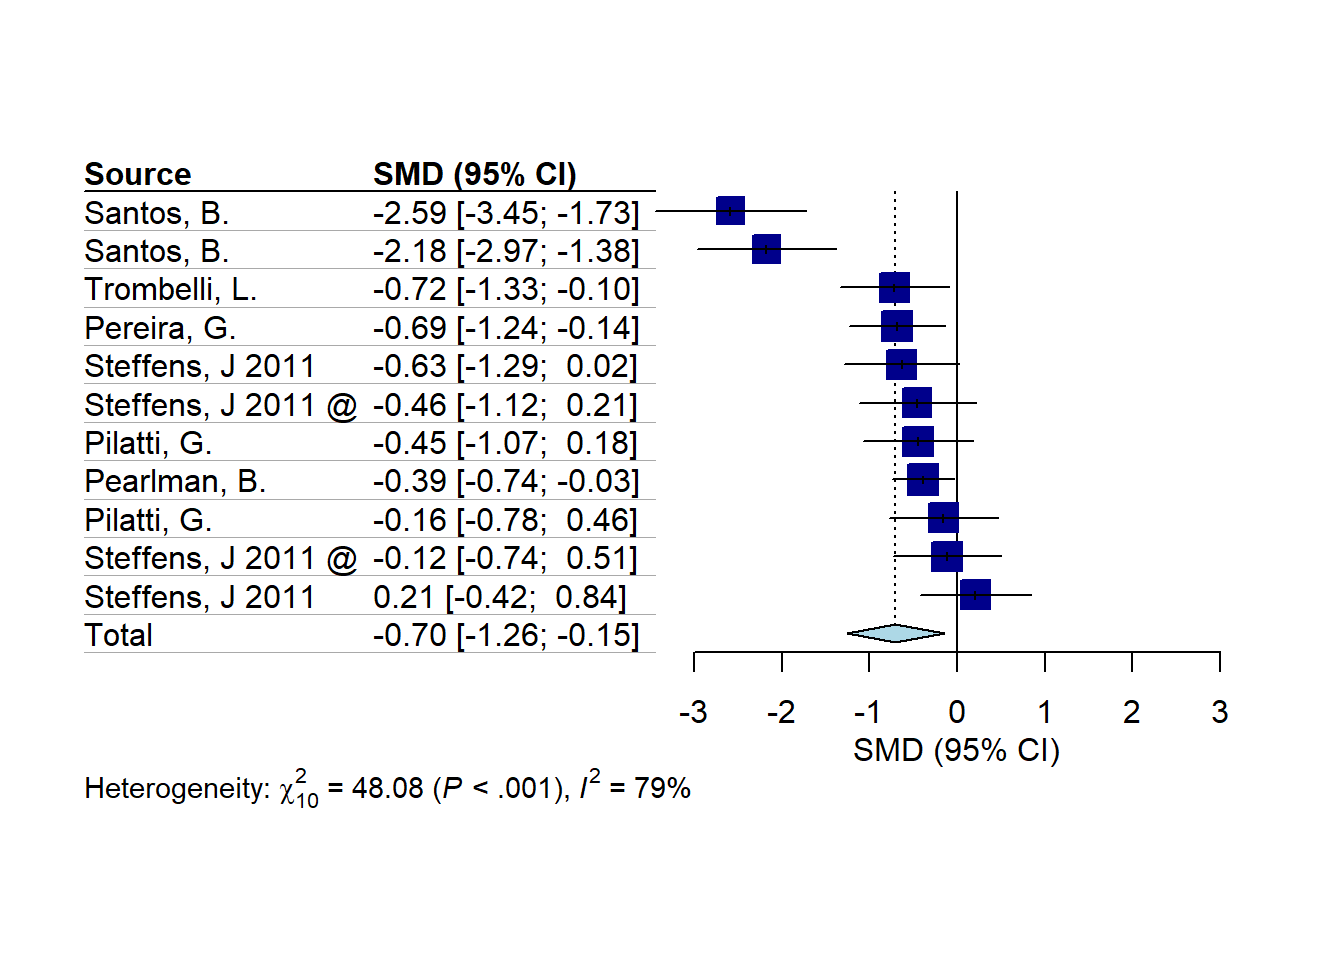 Source SMD (95% CI)
Santos, B. -2.59 [-3.45; -1.73]
Santos, B. -2.18 [-2.97; -1.38]
Trombelli, L. -0.72 [-1.33; -0.10]
Pereira, G. -0.69 [-1.24; -0.14]
Steffens, J 2011 -0.63 [-1.29;  0.02]
Steffens, J 2011 @ -0.46 [-1.12;  0.21]
Pilatti, G. -0.45 [-1.07;  0.18]
Pearlman, B. -0.39 [-0.74; -0.03]
Pilatti, G. -0.16 [-0.78;  0.46]
Steffens, J 2011 @ -0.12 [-0.74;  0.51]
Steffens, J 2011 0.21 [-0.42;  0.84]
Total -0.70 [-1.26; -0.15]
-3 -2 -1 0 1 2 3
SMD (95% CI)
Heterogeneity: χ²₁₀ = 48.08 (P < .001), I² = 79%